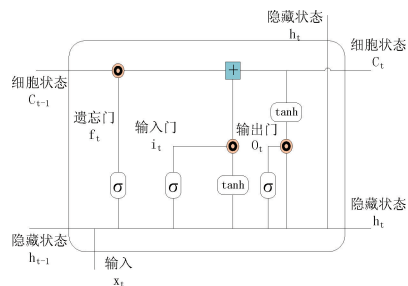 隐藏状态
h_t
细胞状态
C_t
细胞状态
C_{t-1}
遗忘门
f_t
输入门
i_t
输出门
O_t
+
tanh
σ
σ
tanh
σ
隐藏状态
h_t
隐藏状态
h_{t-1}
输入
x_t